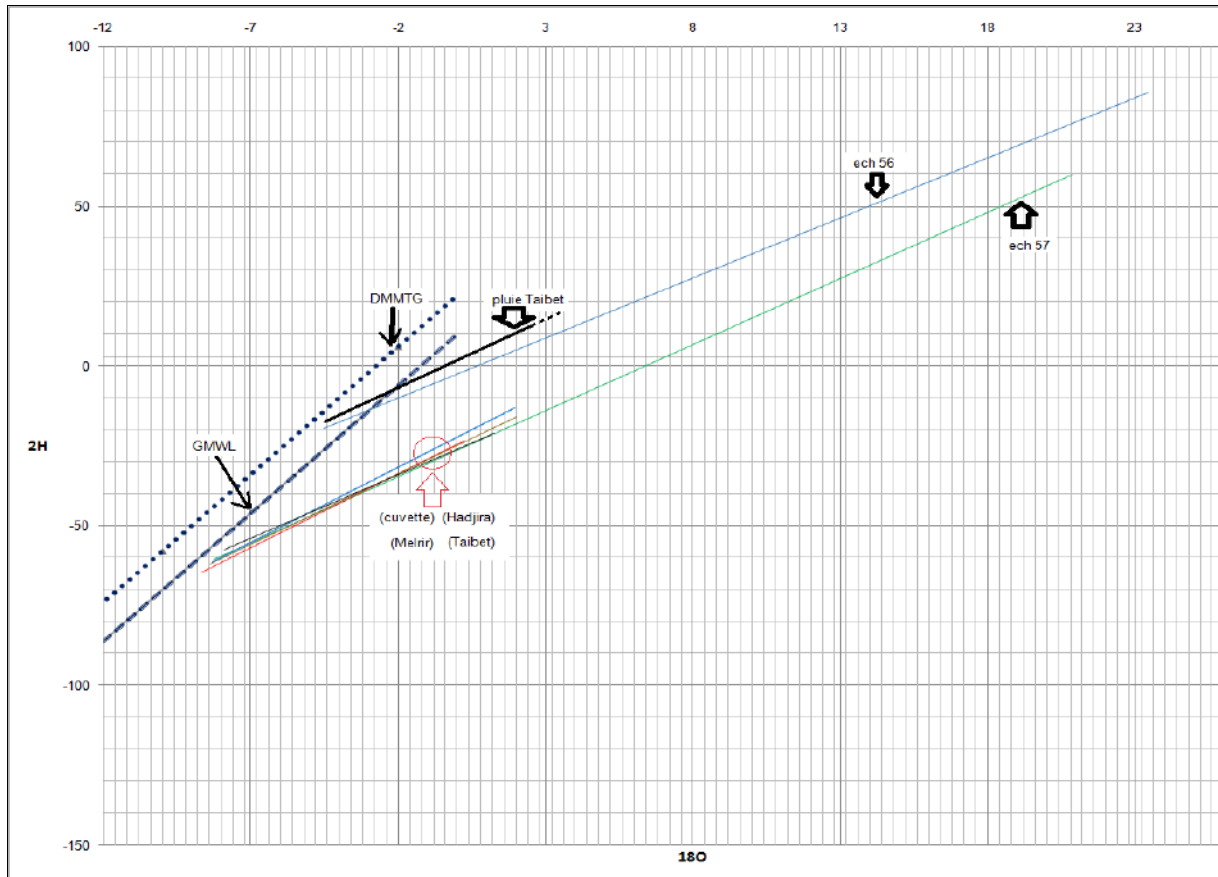 -12 -7 -2 3 8 13 18 23
100
ech 56
50
ech 57
DMMTG
pluie Taibet
0
2H
GMWL
-50
(cuvette) (Hadjira)
(Melrir) (Taibet)
-100
-150
18O